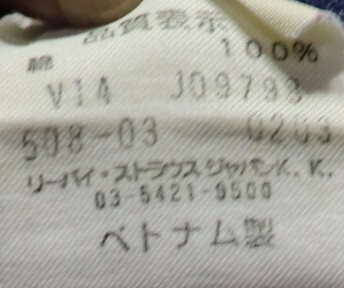 品質表示
綿 100%
V14 J09798
508-03 0203
リーバイ・ストラウス ジャパンK.K.
03-5421-9500
ベトナム製